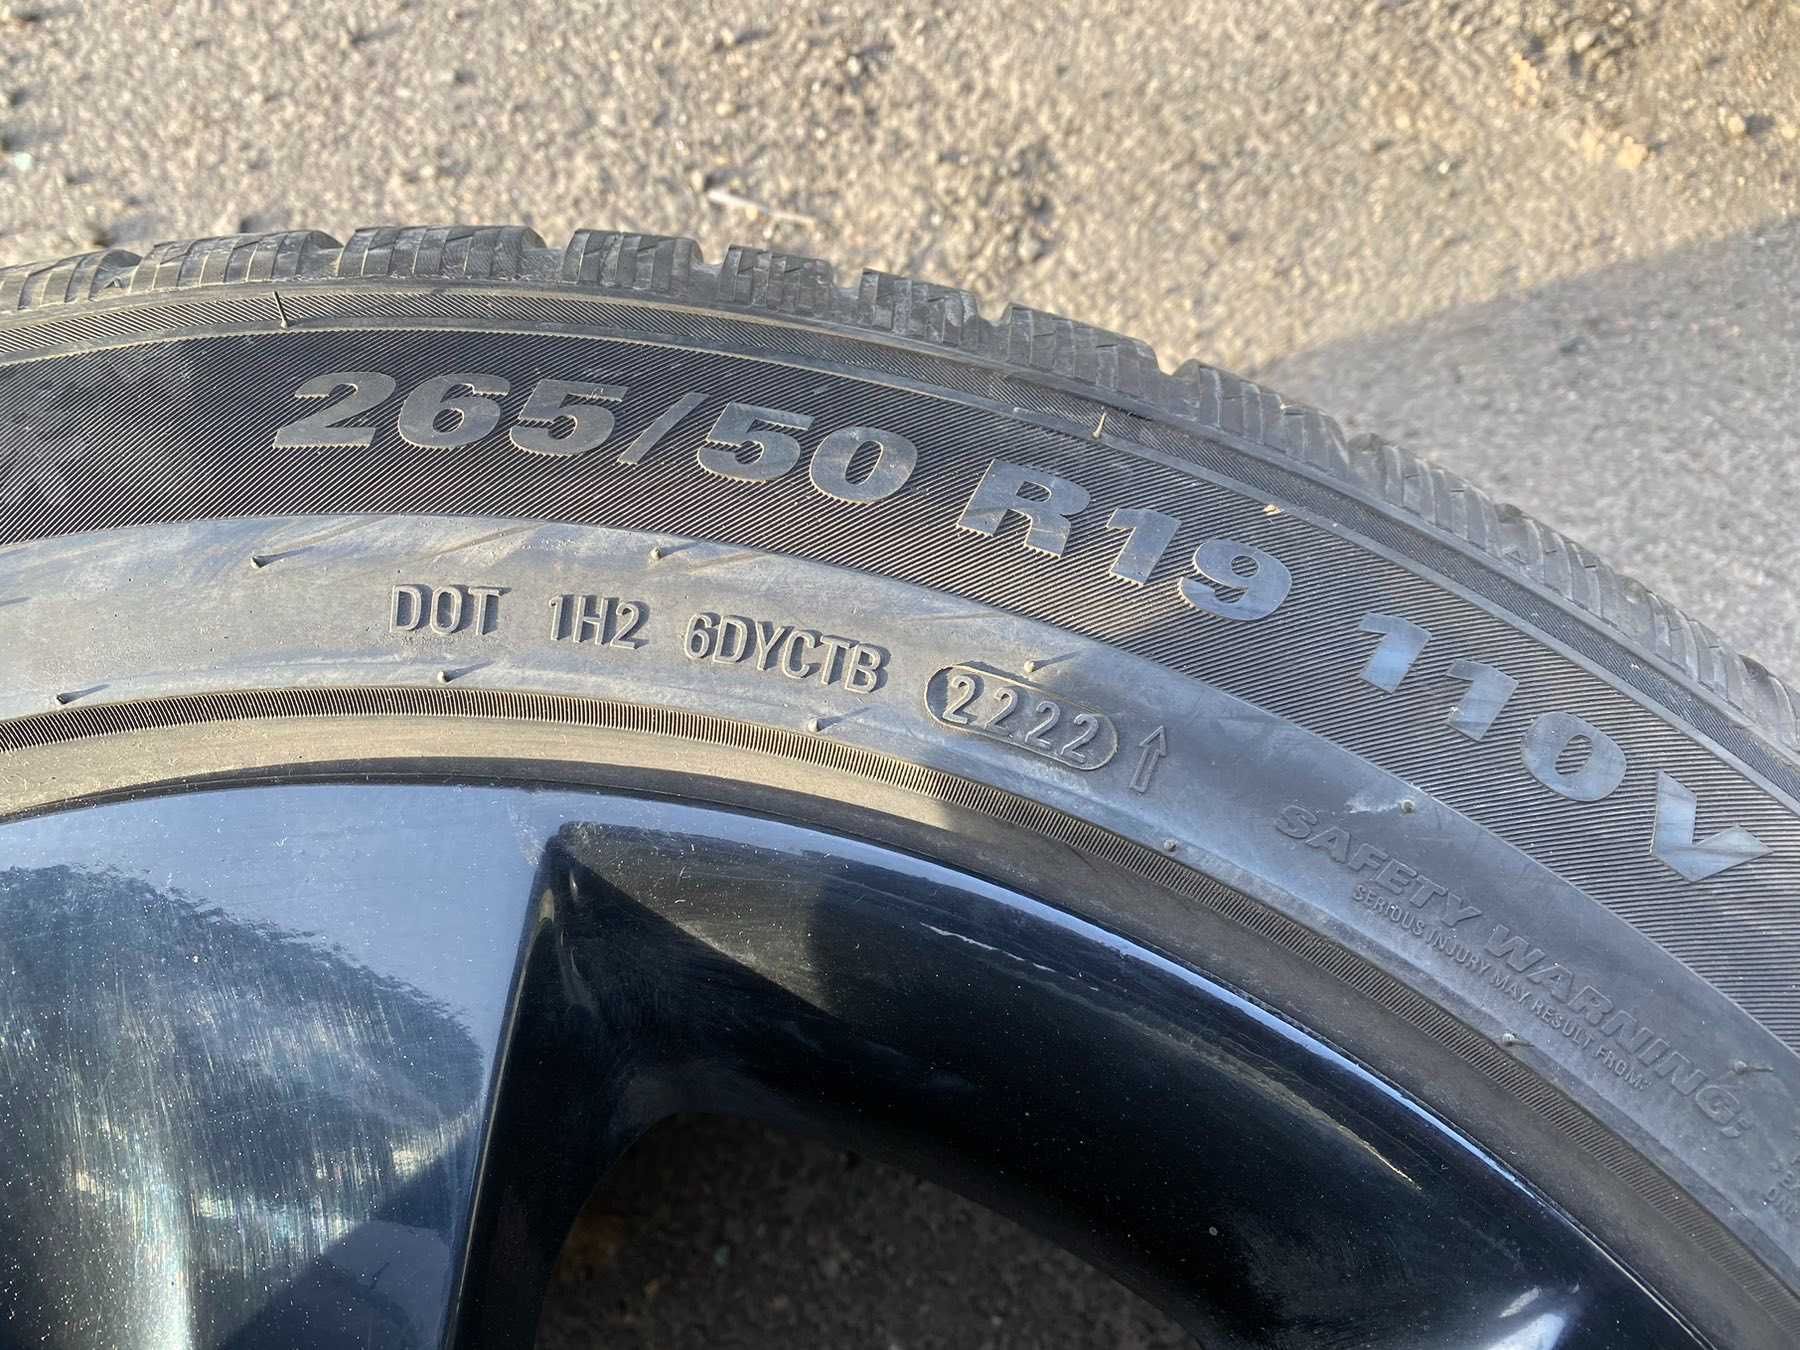 265/50 R19 110V
DOT 1H2 6DYCTB 2222
SAFETY WARNING;
SERIOUS INJURY MAY RESULT FROM: